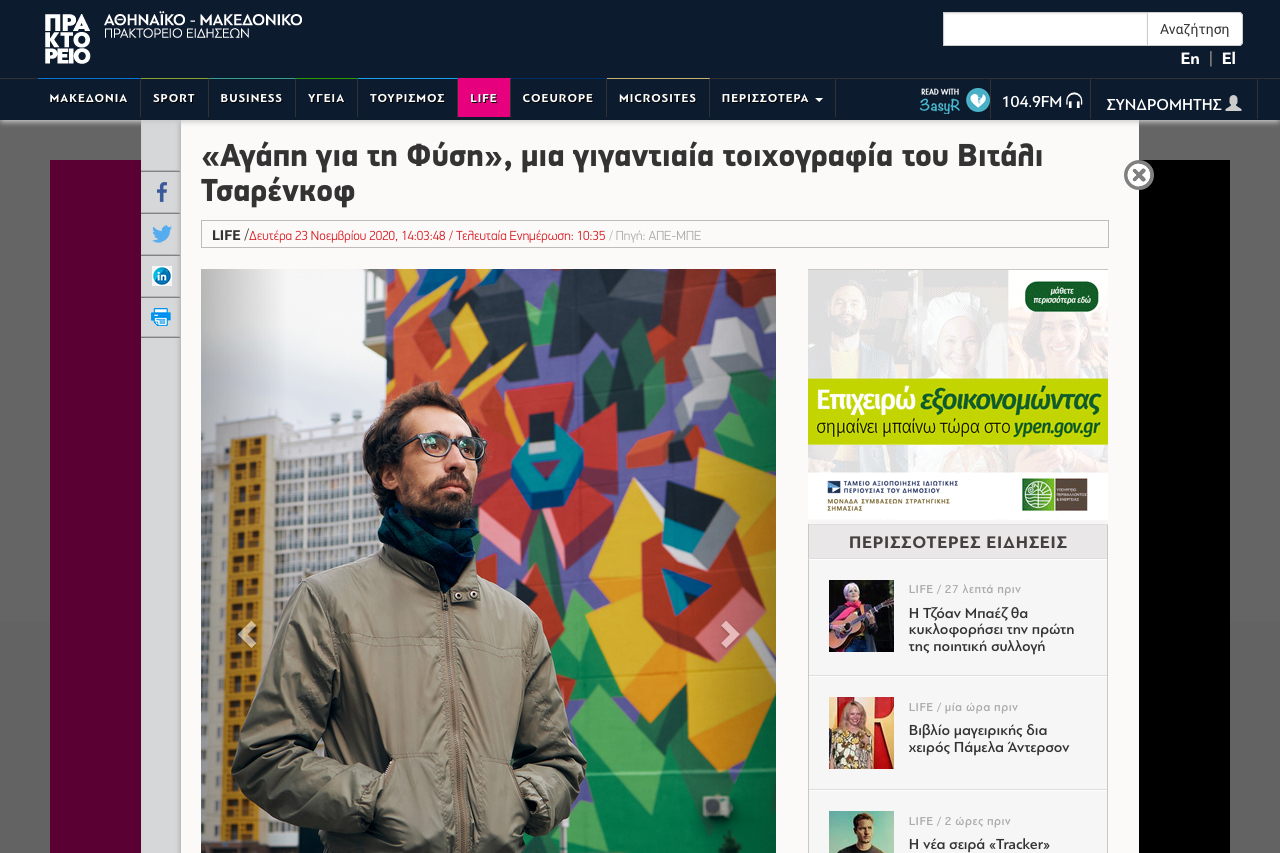 ΠΡΑ
ΚΤΟ
ΡΕΙΟ
ΑΘΗΝΑΪΚΟ - ΜΑΚΕΔΟΝΙΚΟ
ΠΡΑΚΤΟΡΕΙΟ ΕΙΔΗΣΕΩΝ
Αναζήτηση
En | El
ΜΑΚΕΔΟΝΙΑ SPORT BUSINESS ΥΓΕΙΑ ΤΟΥΡΙΣΜΟΣ LIFE COEUROPE MICROSITES ΠΕΡΙΣΣΟΤΕΡΑ
READ WITH
3asyR
104.9FM
ΣΥΝΔΡΟΜΗΤΗΣ
«Αγάπη για τη Φύση», μια γιγαντιαία τοιχογραφία του Βιτάλι
Τσαρένκοφ
LIFE /Δευτέρα 23 Νοεμβρίου 2020, 14:03:48 / Τελευταία Ενημέρωση: 10:35 / Πηγή: ΑΠΕ-ΜΠΕ
in
μάθετε
περισσότερα εδώ
Επιχειρώ εξοικονομώντας
σημαίνει μπαίνω τώρα στο ypen.gov.gr
ΤΑΜΕΙΟ ΑΞΙΟΠΟΙΗΣΗΣ ΙΔΙΩΤΙΚΗΣ
ΠΕΡΙΟΥΣΙΑΣ ΤΟΥ ΔΗΜΟΣΙΟΥ
ΜΟΝΑΔΑ ΣΥΜΒΑΣΕΩΝ ΣΤΡΑΤΗΓΙΚΗΣ
ΣΗΜΑΣΙΑΣ
ΠΕΡΙΣΣΟΤΕΡΕΣ ΕΙΔΗΣΕΙΣ
LIFE / 27 λεπτά πριν
Η Τζόαν Μπαέζ θα
κυκλοφορήσει την πρώτη
της ποιητική συλλογή
LIFE / μία ώρα πριν
Βιβλίο μαγειρικής δια
χειρός Πάμελα Άντερσον
LIFE / 2 ώρες πριν
Η νέα σειρά «Tracker»